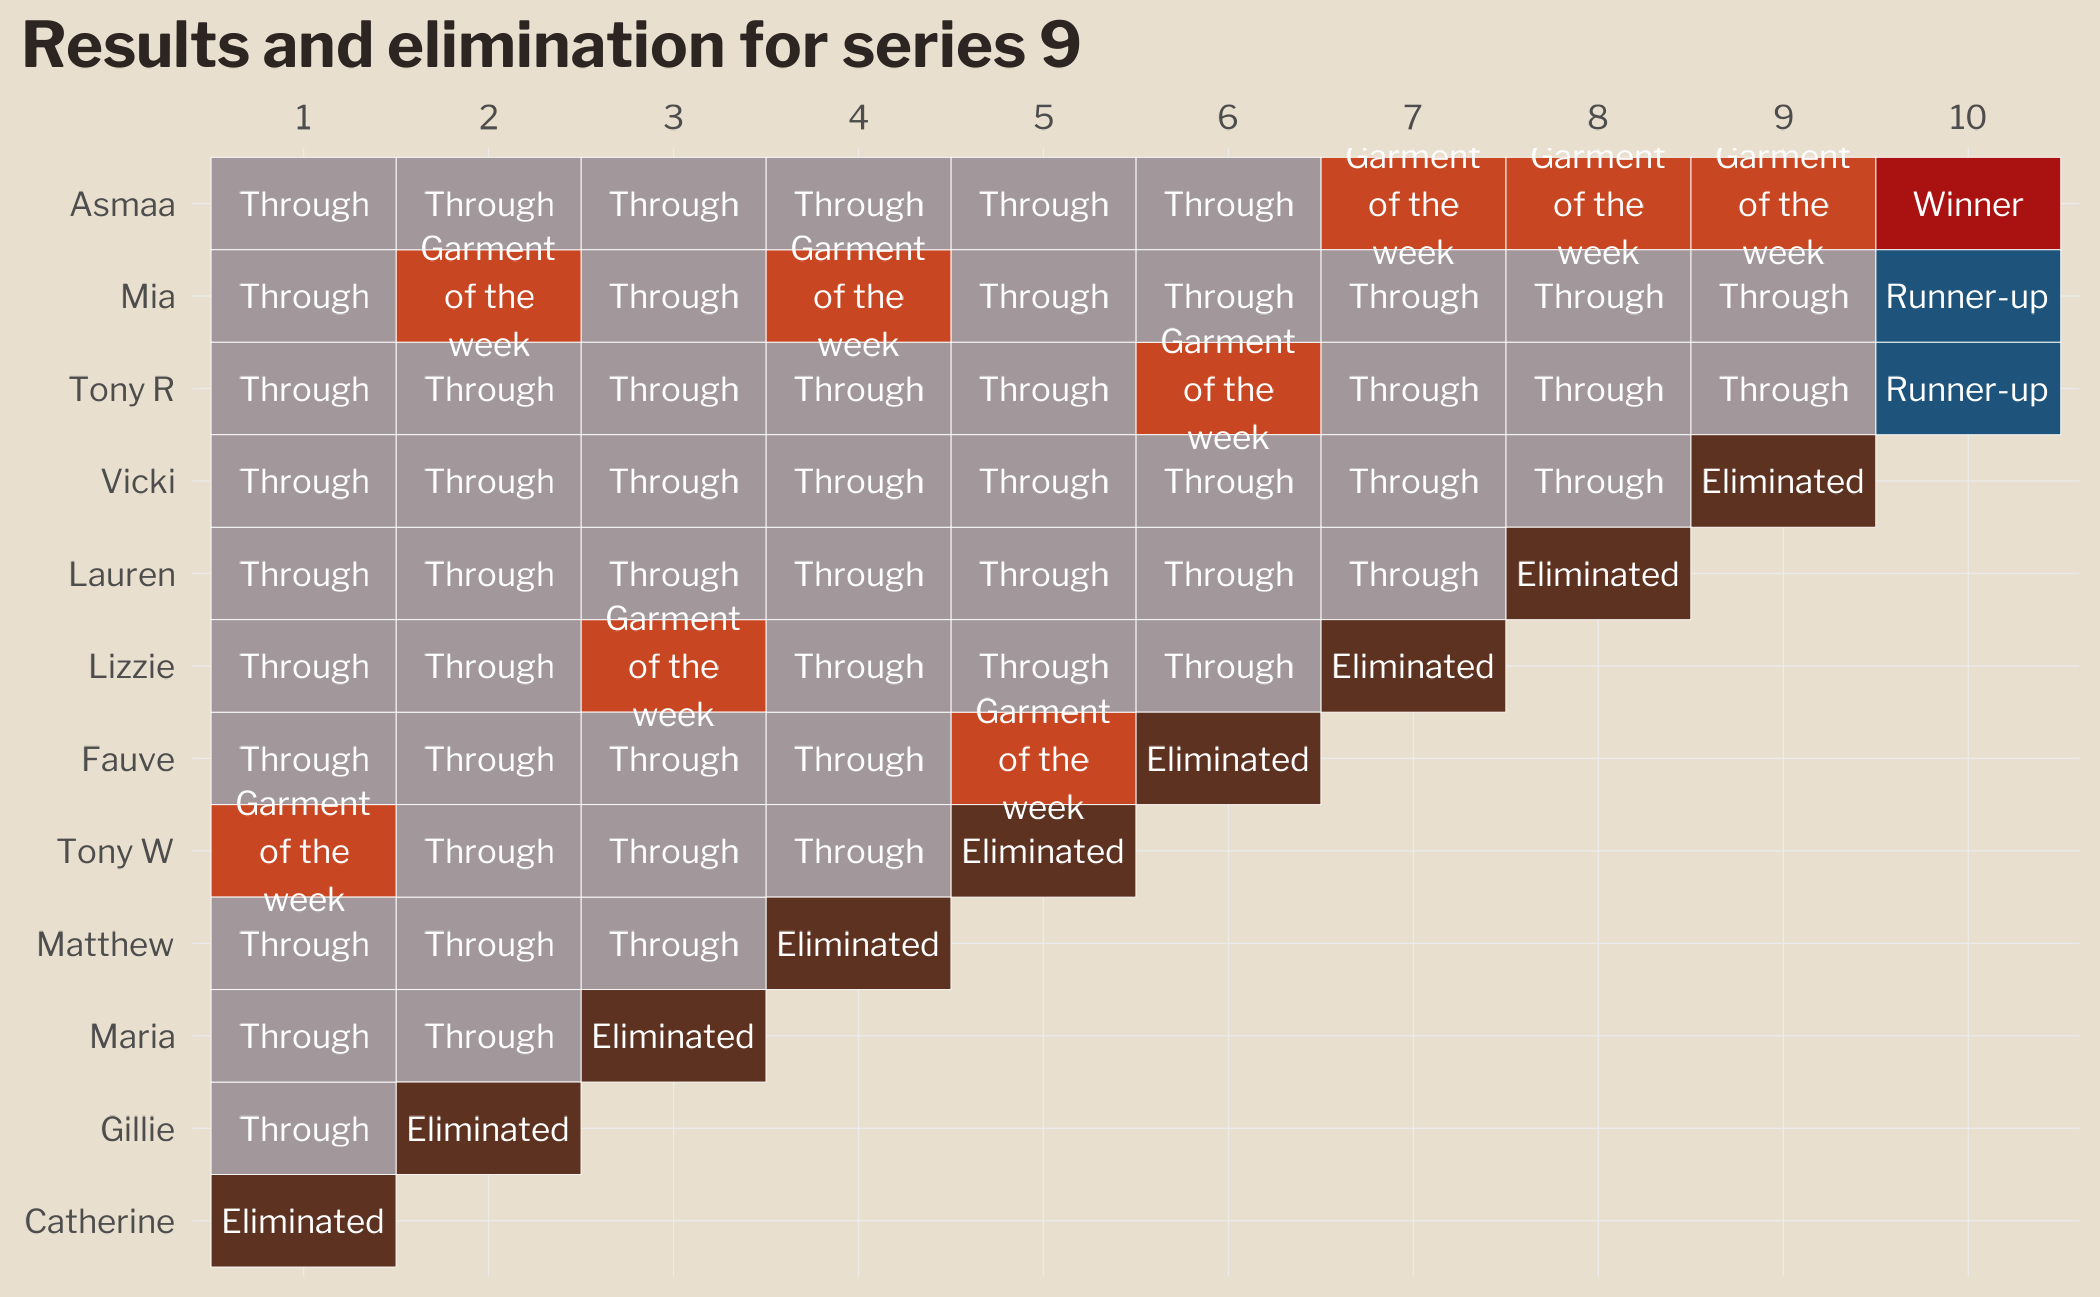 Results and elimination for series 9
1 2 3 4 5 6 7 8 9 10
Asmaa Through Through Through Through Through Through Garment of the week Garment of the week Garment of the week Winner
Mia Through Garment of the week Through Garment of the week Through Through Through Through Through Runner-up
Tony R Through Through Through Through Through Garment of the week Through Through Through Runner-up
Vicki Through Through Through Through Through Through Through Through Eliminated
Lauren Through Through Through Through Through Through Through Eliminated
Lizzie Through Through Garment of the week Through Through Through Eliminated
Fauve Through Through Through Through Garment of the week Eliminated
Tony W Garment of the week Through Through Through Eliminated
Matthew Through Through Through Eliminated
Maria Through Through Eliminated
Gillie Through Eliminated
Catherine Eliminated